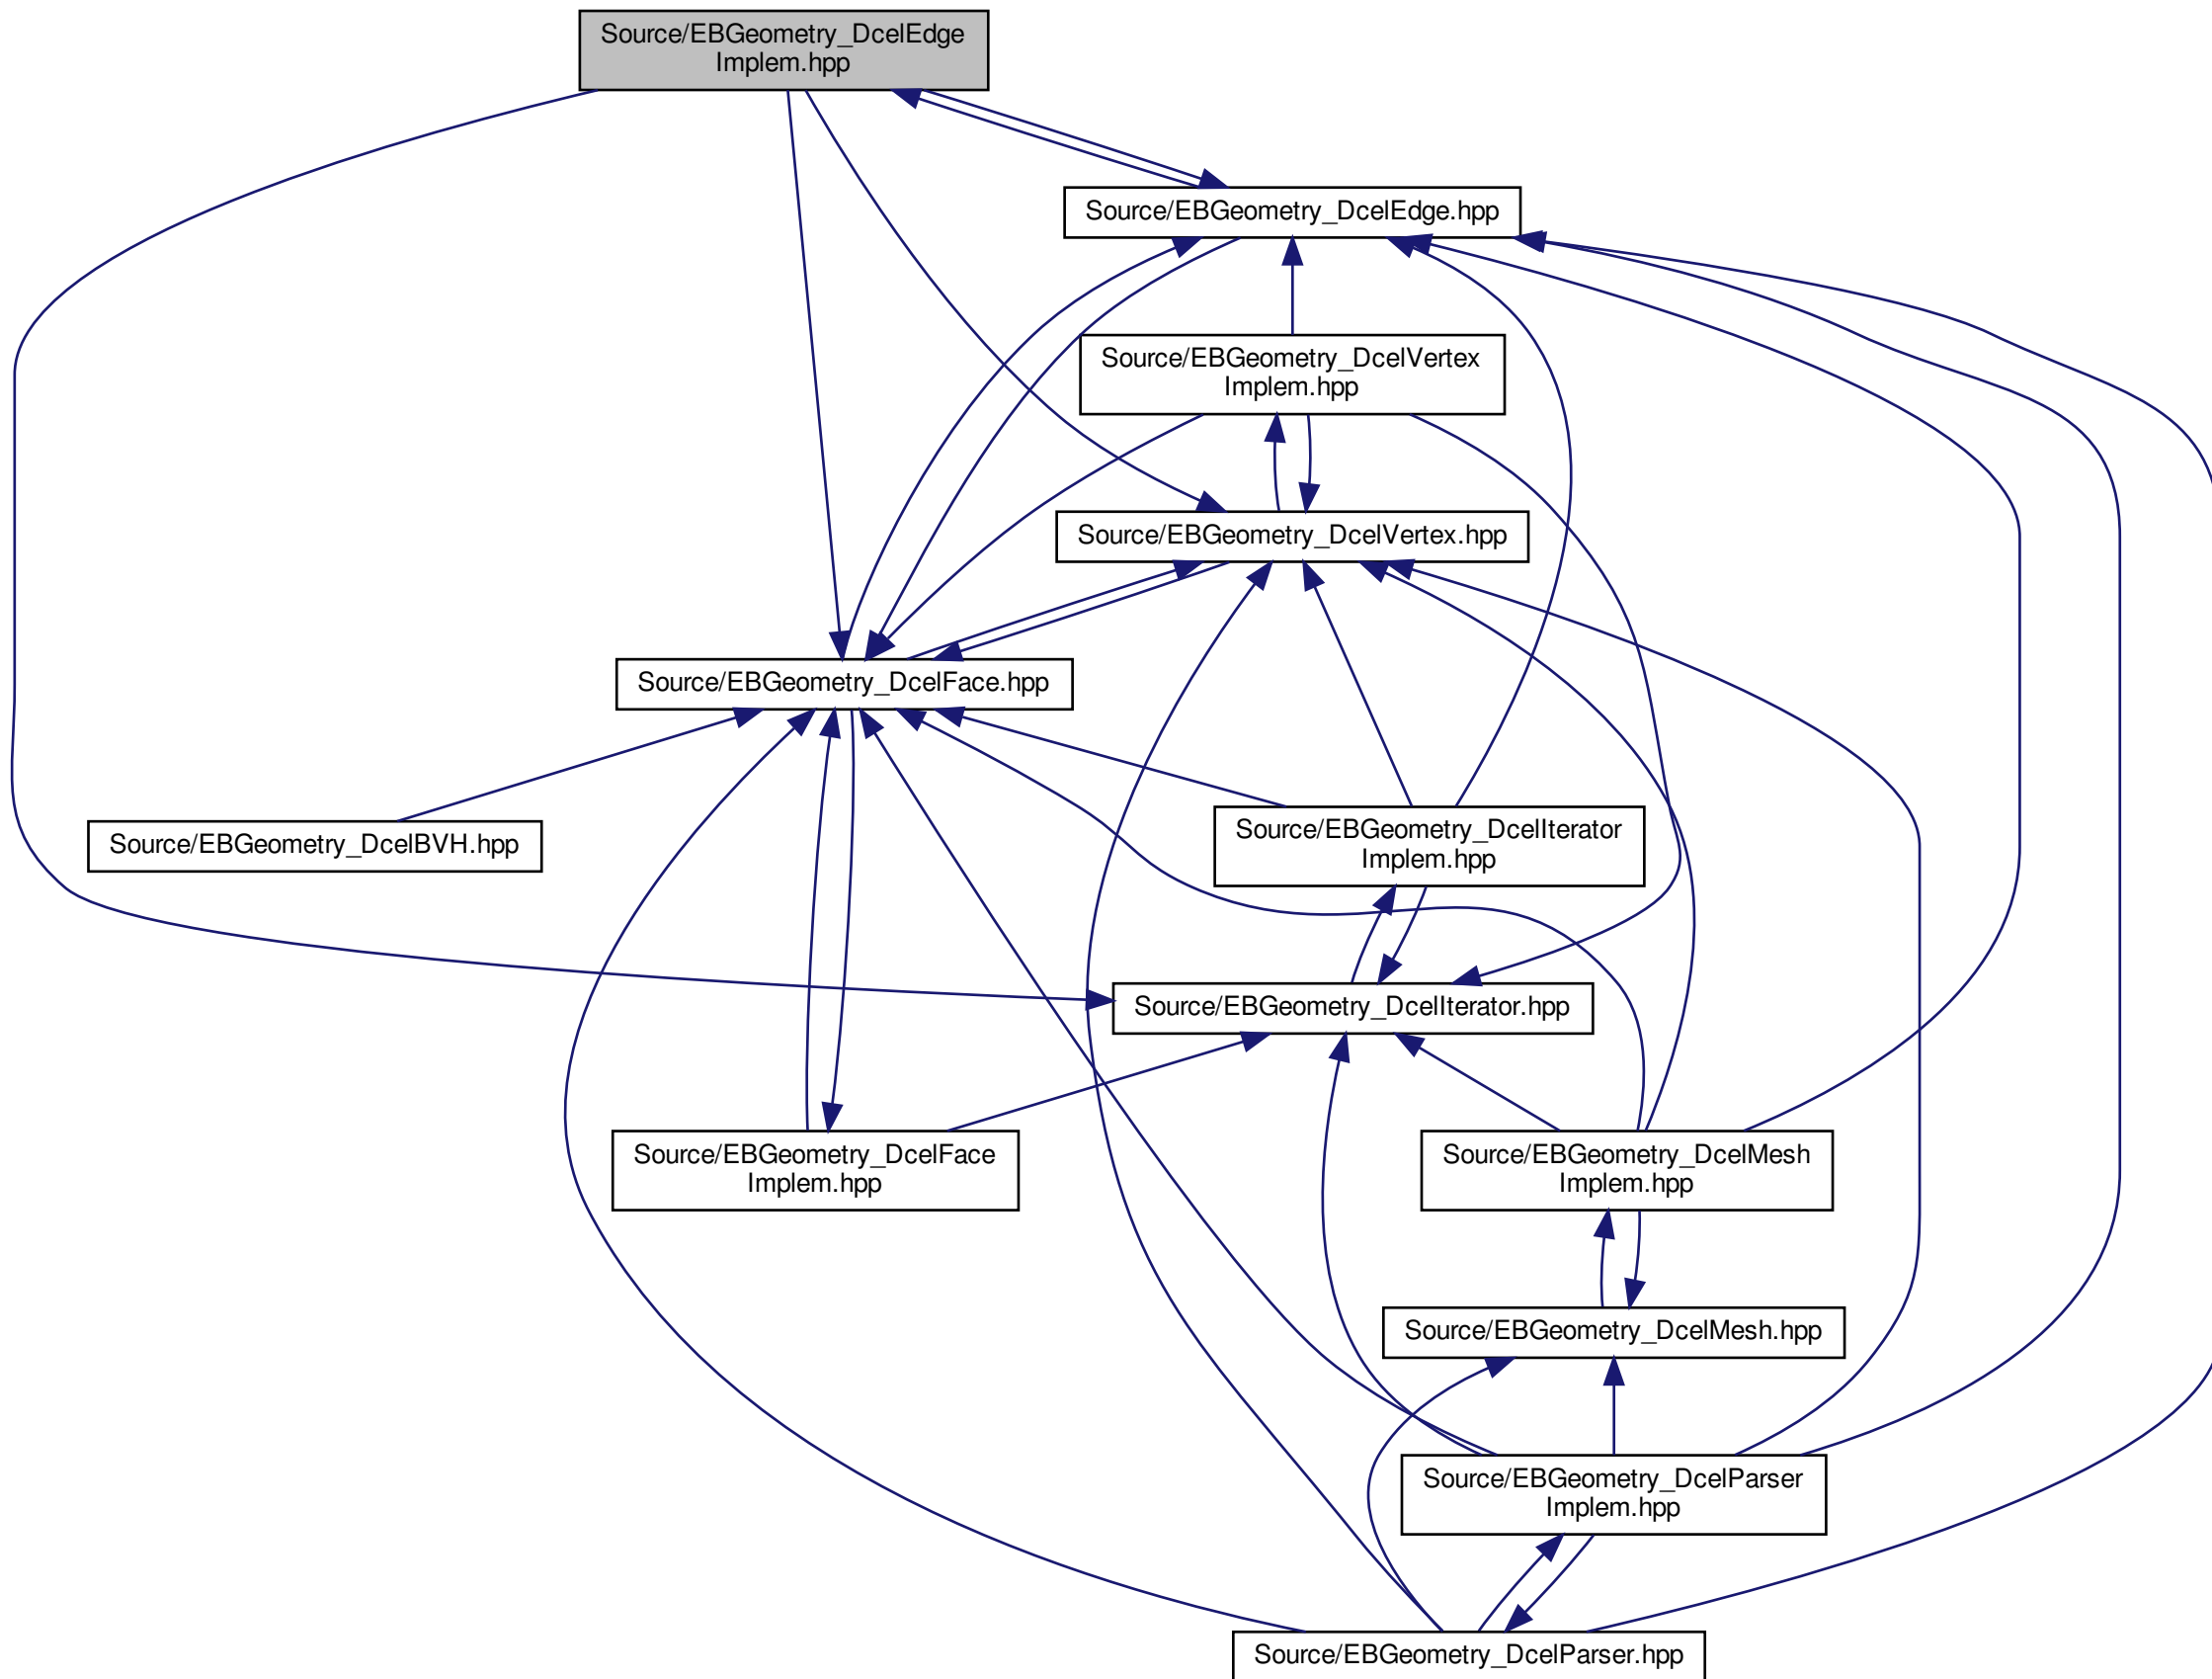 Source/EBGeometry_DcelEdge
Implem.hpp
Source/EBGeometry_DcelEdge.hpp
Source/EBGeometry_DcelVertex
Implem.hpp
Source/EBGeometry_DcelVertex.hpp
Source/EBGeometry_DcelFace.hpp
Source/EBGeometry_DcelBVH.hpp
Source/EBGeometry_DcelIterator
Implem.hpp
Source/EBGeometry_DcelIterator.hpp
Source/EBGeometry_DcelFace
Implem.hpp
Source/EBGeometry_DcelMesh
Implem.hpp
Source/EBGeometry_DcelMesh.hpp
Source/EBGeometry_DcelParser
Implem.hpp
Source/EBGeometry_DcelParser.hpp